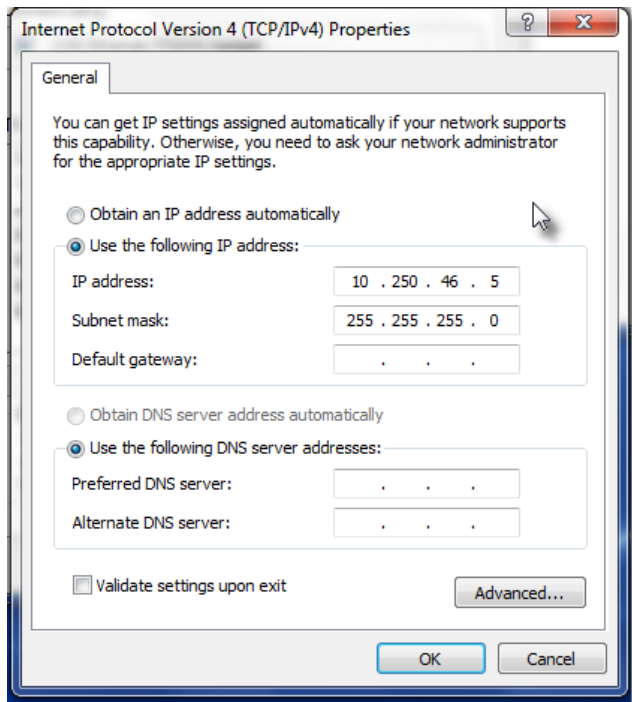 Internet Protocol Version 4 (TCP/IPv4) Properties
General
You can get IP settings assigned automatically if your network supports
this capability. Otherwise, you need to ask your network administrator
for the appropriate IP settings.
Obtain an IP address automatically
Use the following IP address:
IP address: 10 . 250 . 46 . 5
Subnet mask: 255 . 255 . 255 . 0
Default gateway: . . .
Obtain DNS server address automatically
Use the following DNS server addresses:
Preferred DNS server: . . .
Alternate DNS server: . . .
Validate settings upon exit
Advanced...
OK Cancel